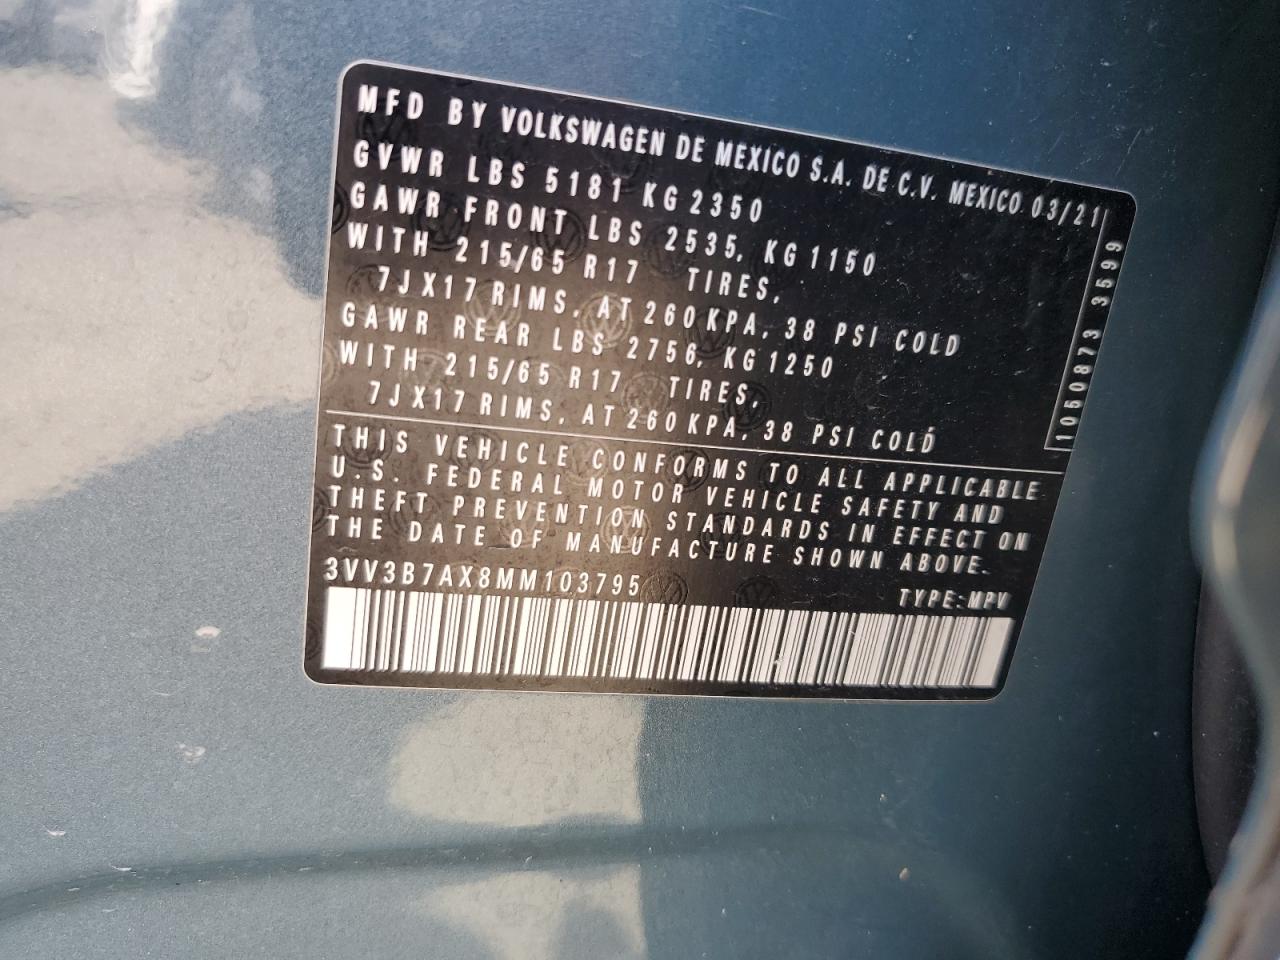 MFD BY VOLKSWAGEN DE MEXICO S.A. DE C.V. MEXICO 03/21
GVWR LBS 5181 KG 2350
GAWR FRONT LBS 2535, KG 1150
WITH 215/65 R17 TIRES,
7JX17 RIMS, AT 260 KPA, 38 PSI COLD
GAWR REAR LBS 2756, KG 1250
WITH 215/65 R17 TIRES,
7JX17 RIMS, AT 260 KPA, 38 PSI COLD
1050873 3599
THIS VEHICLE CONFORMS TO ALL APPLICABLE
U.S. FEDERAL MOTOR VEHICLE SAFETY AND
THEFT PREVENTION STANDARDS IN EFFECT ON
THE DATE OF MANUFACTURE SHOWN ABOVE.
3VV3B7AX8MM103795 TYPE:MPV